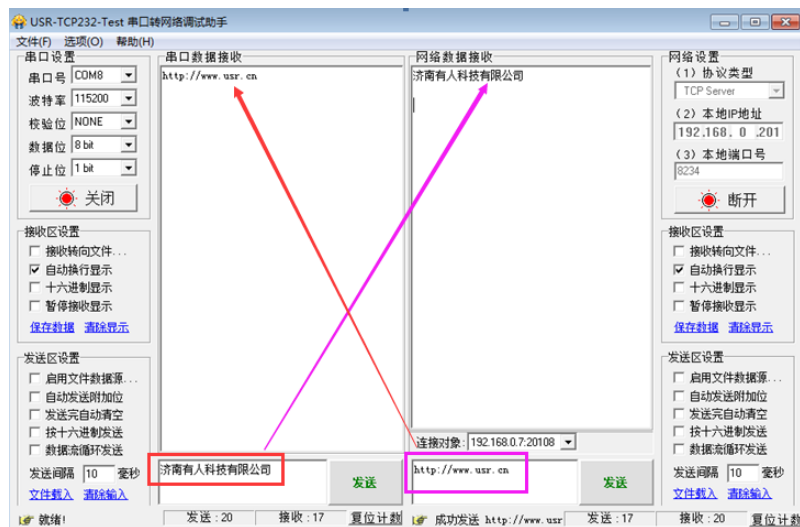 USR-TCP232-Test 串口转网络调试助手
文件(F) 选项(O) 帮助(H)
串口设置
串口号 COM8
波特率 115200
校验位 NONE
数据位 8 bit
停止位 1 bit
关闭
接收区设置
接收转向文件...
自动换行显示
十六进制显示
暂停接收显示
保存数据 清除显示
发送区设置
启用文件数据源...
自动发送附加位
发送完自动清空
按十六进制发送
数据流循环发送
发送间隔 10 毫秒
文件载入 清除输入
就绪!
串口数据接收
http://www.usr.cn
济南有人科技有限公司
发送
发送:20 接收:17 复位计数
网络数据接收
济南有人科技有限公司
连接对象: 192.168.0.7:20108
http://www.usr.cn
发送
成功发送 http://www.usr 发送:17 接收:20 复位计数
网络设置
(1) 协议类型
TCP Server
(2) 本地IP地址
192.168. 0 .201
(3) 本地端口号
8234
断开
接收区设置
接收转向文件...
自动换行显示
十六进制显示
暂停接收显示
保存数据 清除显示
发送区设置
启用文件数据源...
自动发送附加位
发送完自动清空
按十六进制发送
数据流循环发送
发送间隔 10 毫秒
文件载入 清除输入